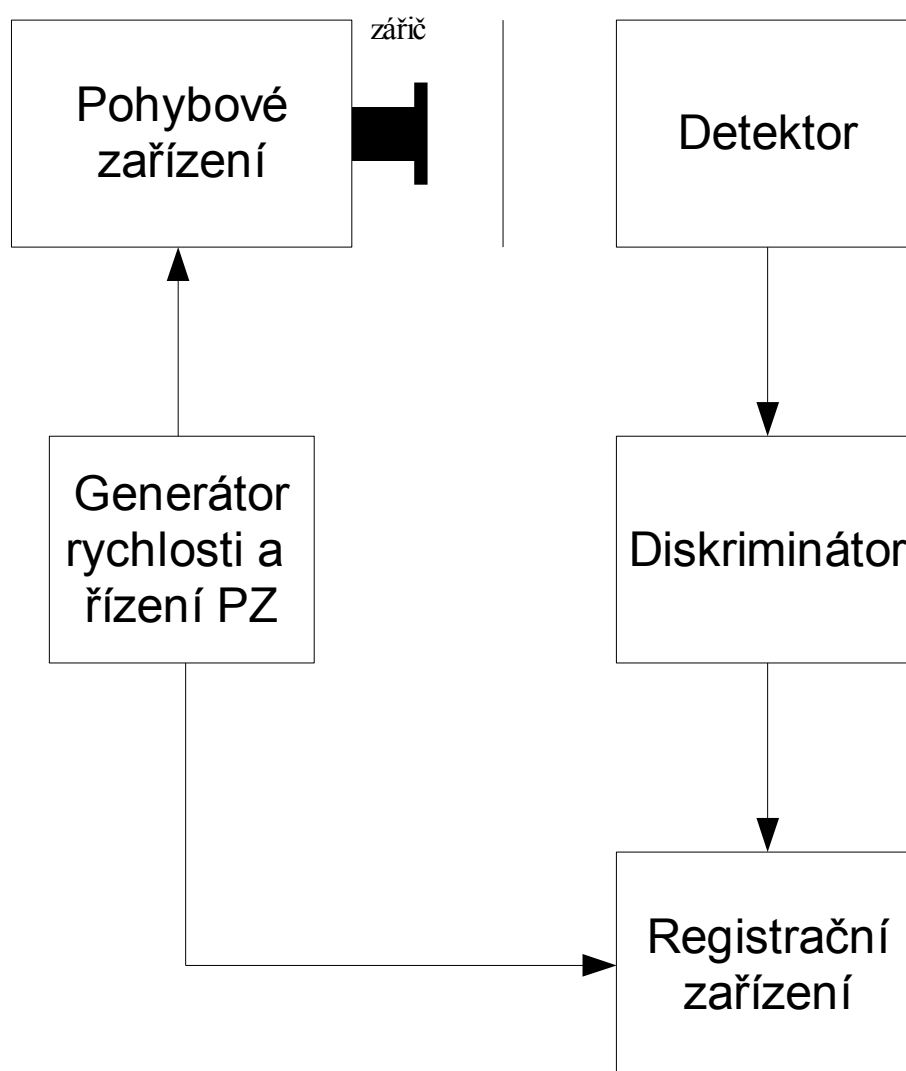 zářič
Pohybové
zařízení
Detektor
Generátor
rychlosti a
řízení PZ
Diskriminátor
Registrační
zařízení